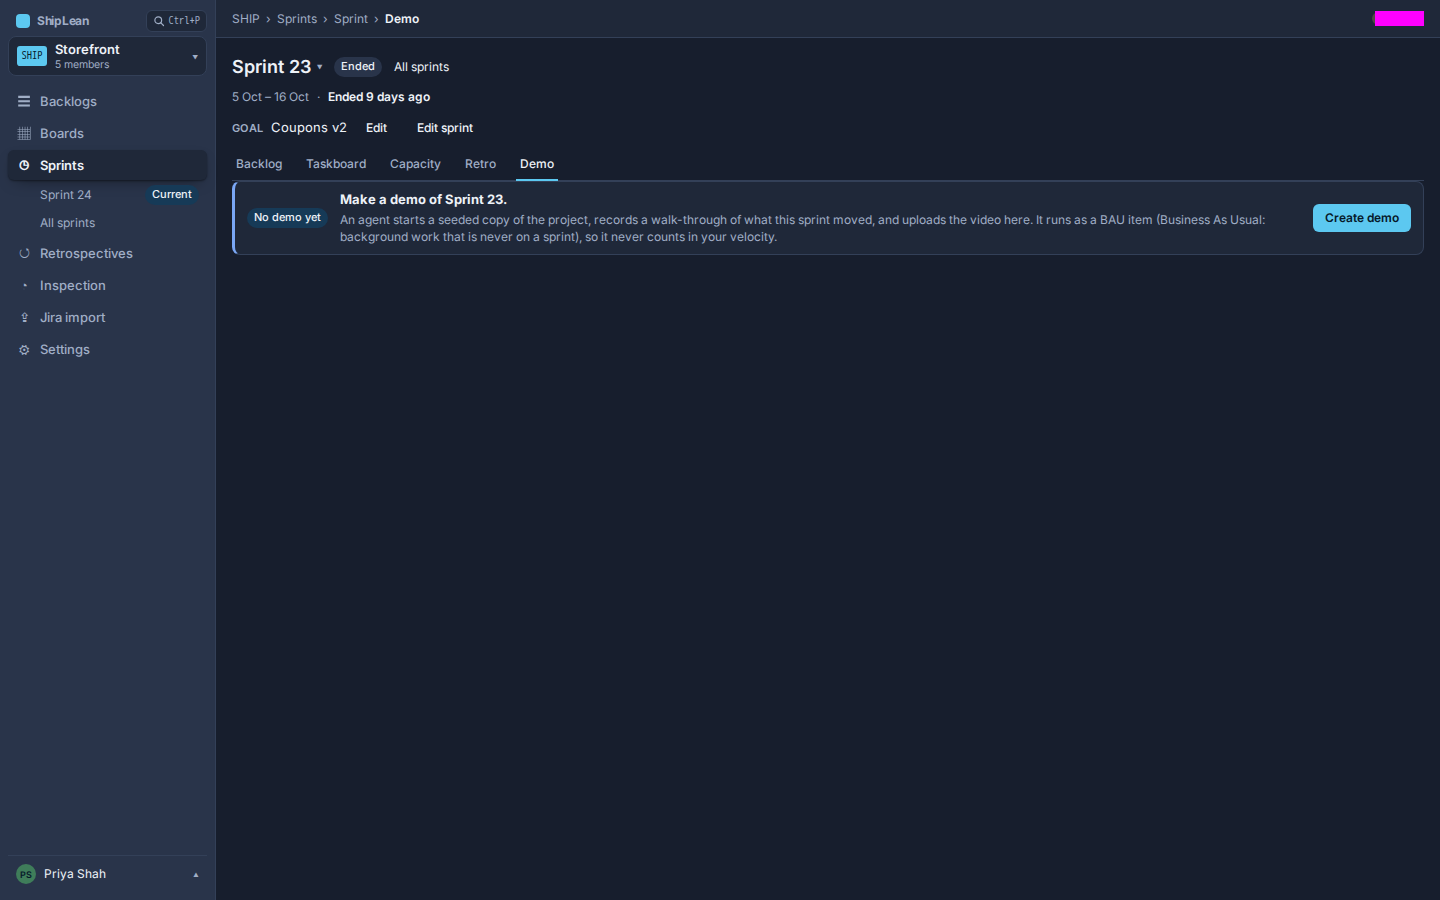 ShipLean
Ctrl+P
SHIP
Storefront
5 members
Backlogs
Boards
Sprints
Sprint 24
Current
All sprints
Retrospectives
Inspection
Jira import
Settings
PS
Priya Shah
SHIP › Sprints › Sprint › Demo
Sprint 23
Ended
All sprints
5 Oct – 16 Oct · Ended 9 days ago
GOAL Coupons v2 Edit Edit sprint
Backlog Taskboard Capacity Retro Demo
No demo yet
Make a demo of Sprint 23.
An agent starts a seeded copy of the project, records a walk-through of what this sprint moved, and uploads the video here. It runs as a BAU item (Business As Usual:
background work that is never on a sprint), so it never counts in your velocity.
Create demo